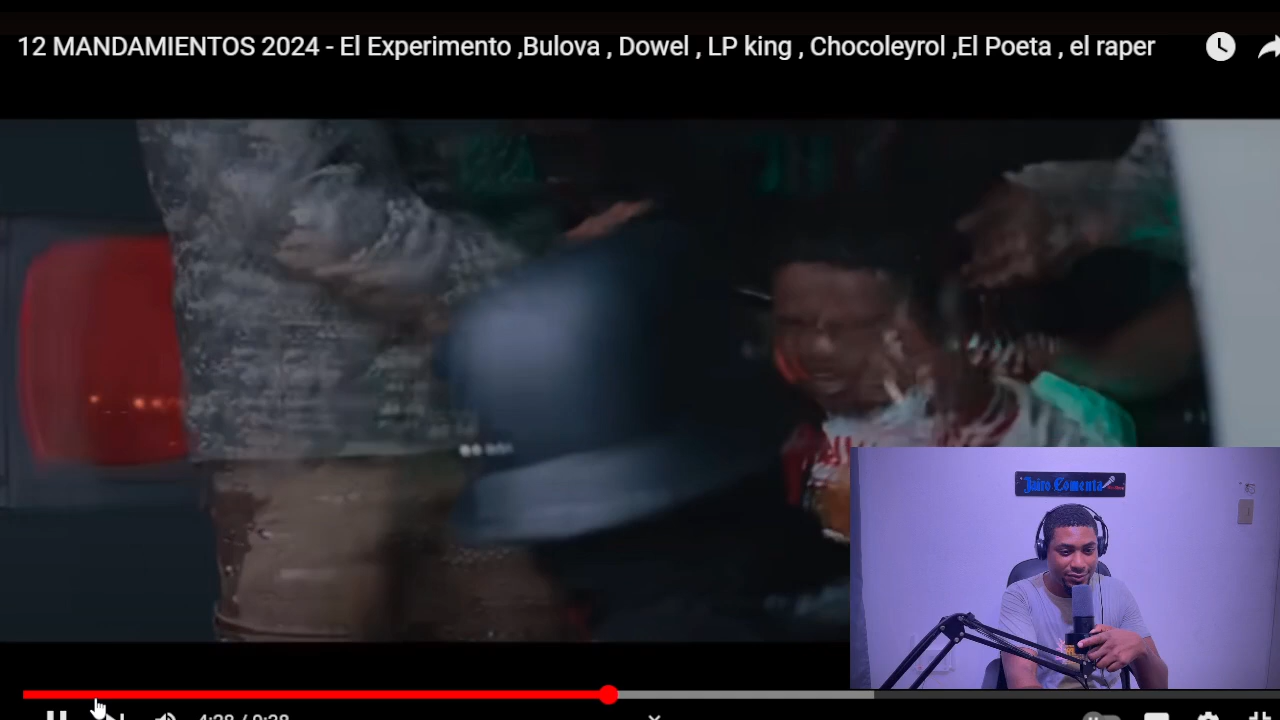 12 MANDAMIENTOS 2024 - El Experimento ,Bulova , Dowel , LP king , Chocoleyrol ,El Poeta , el raper
Jairo Comenta